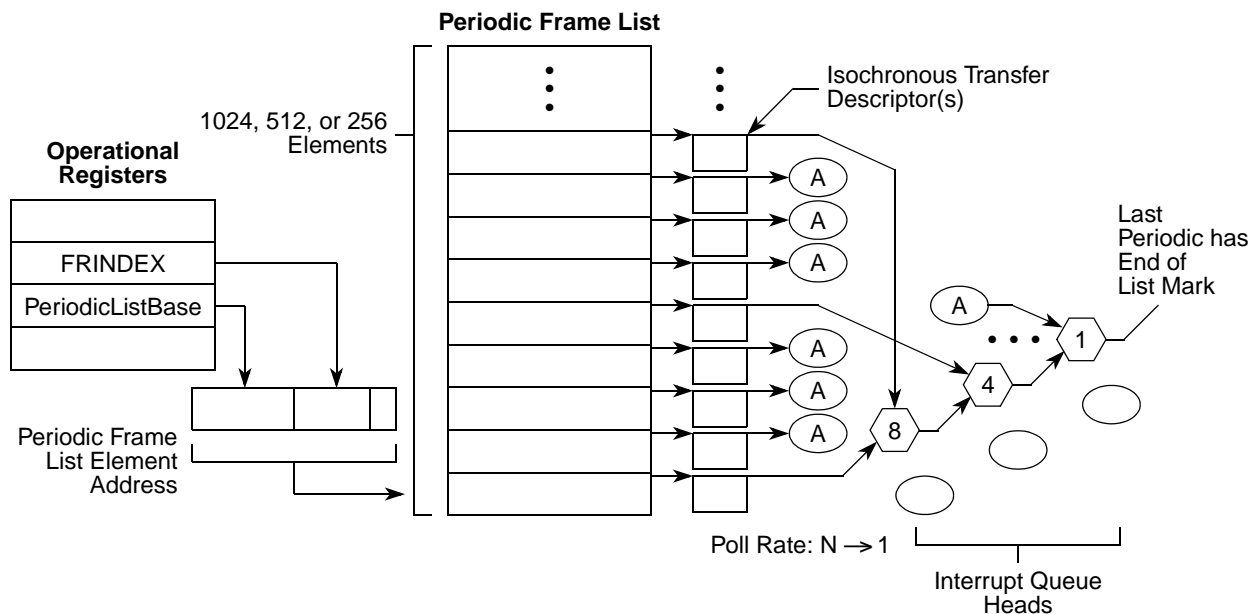 Periodic Frame List
Isochronous Transfer
Descriptor(s)
1024, 512, or 256
Elements
Operational
Registers
FRINDEX
PeriodicListBase
A
A
A
A
A
A
Last
Periodic has
End of
List Mark
A
• • •
1
4
8
Periodic Frame
List Element
Address
Poll Rate: N → 1
Interrupt Queue
Heads